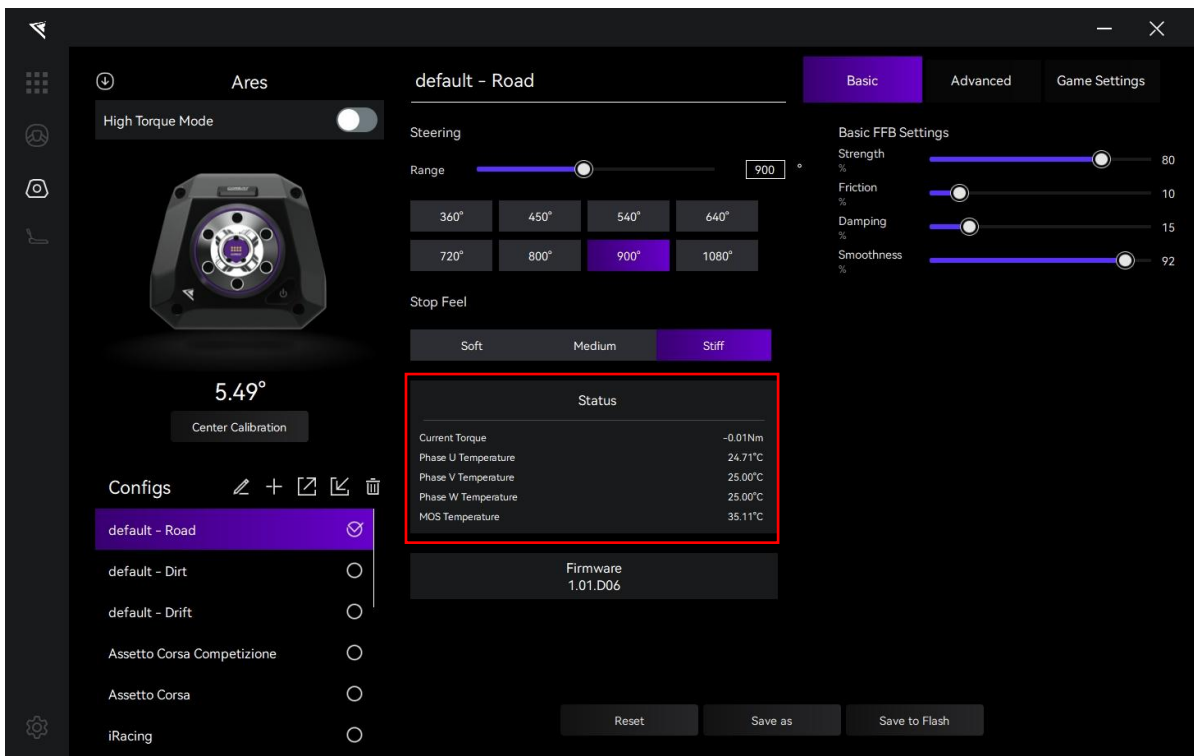 Ares
High Torque Mode
5.49°
Center Calibration
Configs
default - Road
default - Dirt
default - Drift
Assetto Corsa Competizione
Assetto Corsa
iRacing
default - Road
Steering
Range 900 °
360° 450° 540° 640°
720° 800° 900° 1080°
Stop Feel
Soft Medium Stiff
Status
Current Torque -0.01Nm
Phase U Temperature 24.71°C
Phase V Temperature 25.00°C
Phase W Temperature 25.00°C
MOS Temperature 35.11°C
Firmware
1.01.D06
Reset Save as Save to Flash
Basic Advanced Game Settings
Basic FFB Settings
Strength 80
%
Friction 10
%
Damping 15
%
Smoothness 92
%